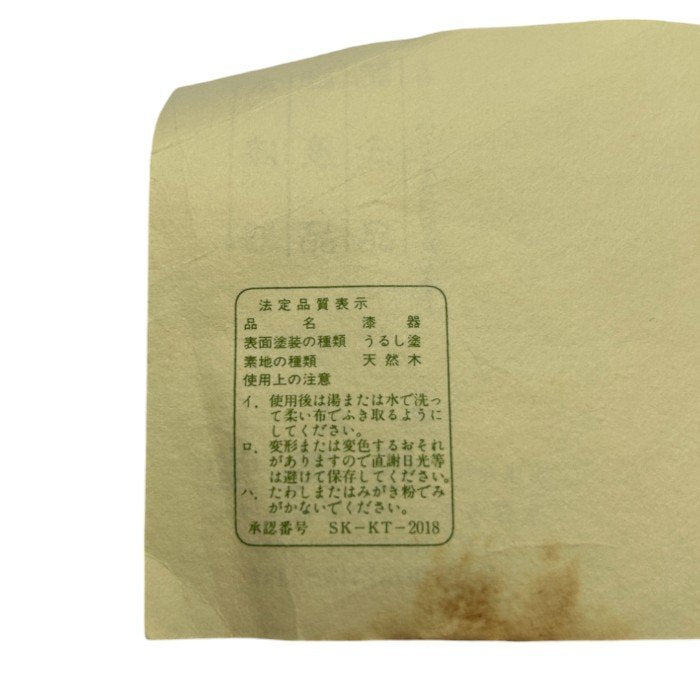 法定品質表示
品名 漆器
表面塗装の種類 うるし塗
素地の種類 天然木
使用上の注意
イ．使用後は湯または水で洗っ
て柔い布でふき取るように
してください。
ロ．変形または変色するおそれ
がありますので直謝日光等
は避けて保存してください。
ハ．たわしまたはみがき粉でみ
がかないでください。
承認番号 SK-KT-2018